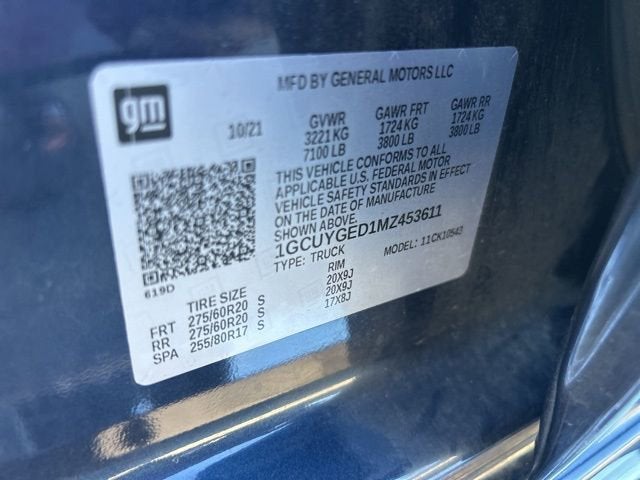 MFD BY GENERAL MOTORS LLC
gm
10/21
GVWR GAWR FRT GAWR RR
3221 KG 1724 KG 1724 KG
7100 LB 3800 LB 3800 LB
THIS VEHICLE CONFORMS TO ALL
APPLICABLE U.S. FEDERAL MOTOR
VEHICLE SAFETY STANDARDS IN EFFECT
ON THE DATE OF MANUFACTURE
SHOWN ABOVE.
1GCUYGED1MZ453611
TYPE: TRUCK MODEL: 11CK10543
619D
TIRE SIZE RIM
FRT 275/60R20 S 20X9J
RR 275/60R20 S 20X9J
SPA 255/80R17 S 17X8J